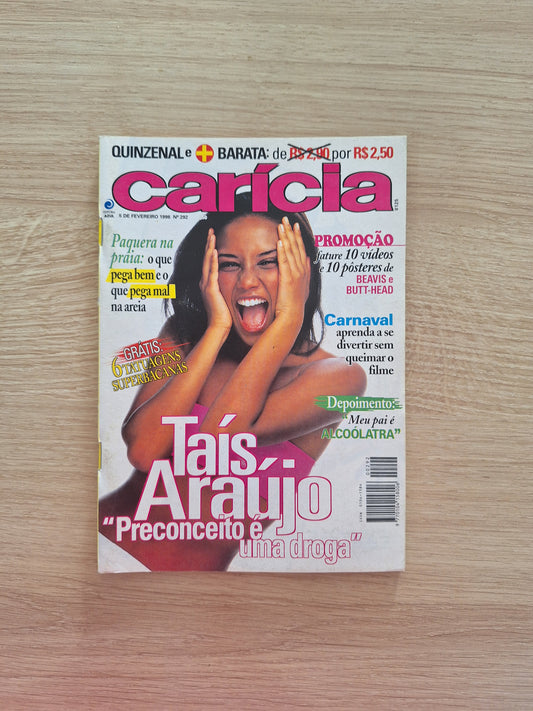 QUINZENAL e + BARATA: de R$ 2,90 por R$ 2,50
carícia
AZUL
5 DE FEVEREIRO 1996 Nº 292
Paquera na
praia: o que
pega bem e o
que pega mal
na areia
GRÁTIS:
6 TATUAGENS
SUPERBACANAS
PROMOÇÃO
fature 10 vídeos
e 10 pôsteres de
BEAVIS e
BUTT-HEAD
Carnaval
aprenda a se
divertir sem
queimar o
filme
Depoimento:
"Meu pai é
ALCOÓLATRA"
Taís
Araújo
"Preconceito é
uma droga"
00292